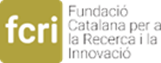 fcri
Fundació
Catalana per a
la Recerca i la
Innovació